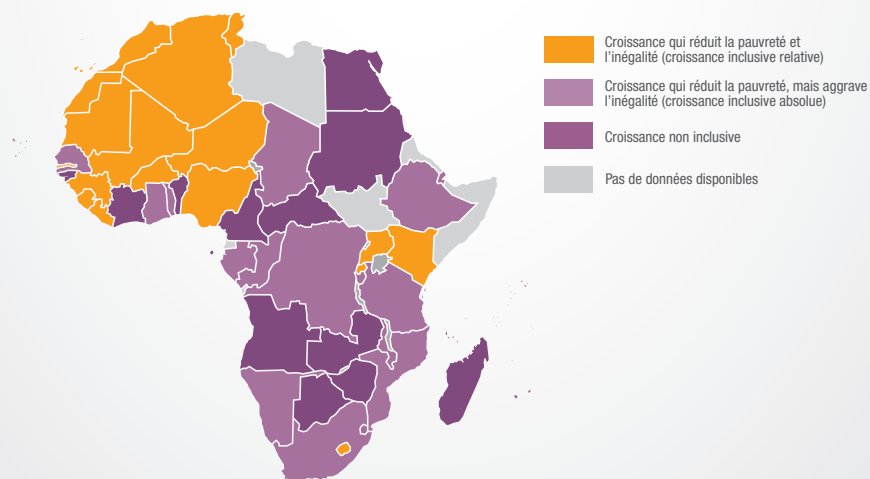 Croissance qui réduit la pauvreté et
l’inégalité (croissance inclusive relative)
Croissance qui réduit la pauvreté, mais aggrave
l’inégalité (croissance inclusive absolue)
Croissance non inclusive
Pas de données disponibles